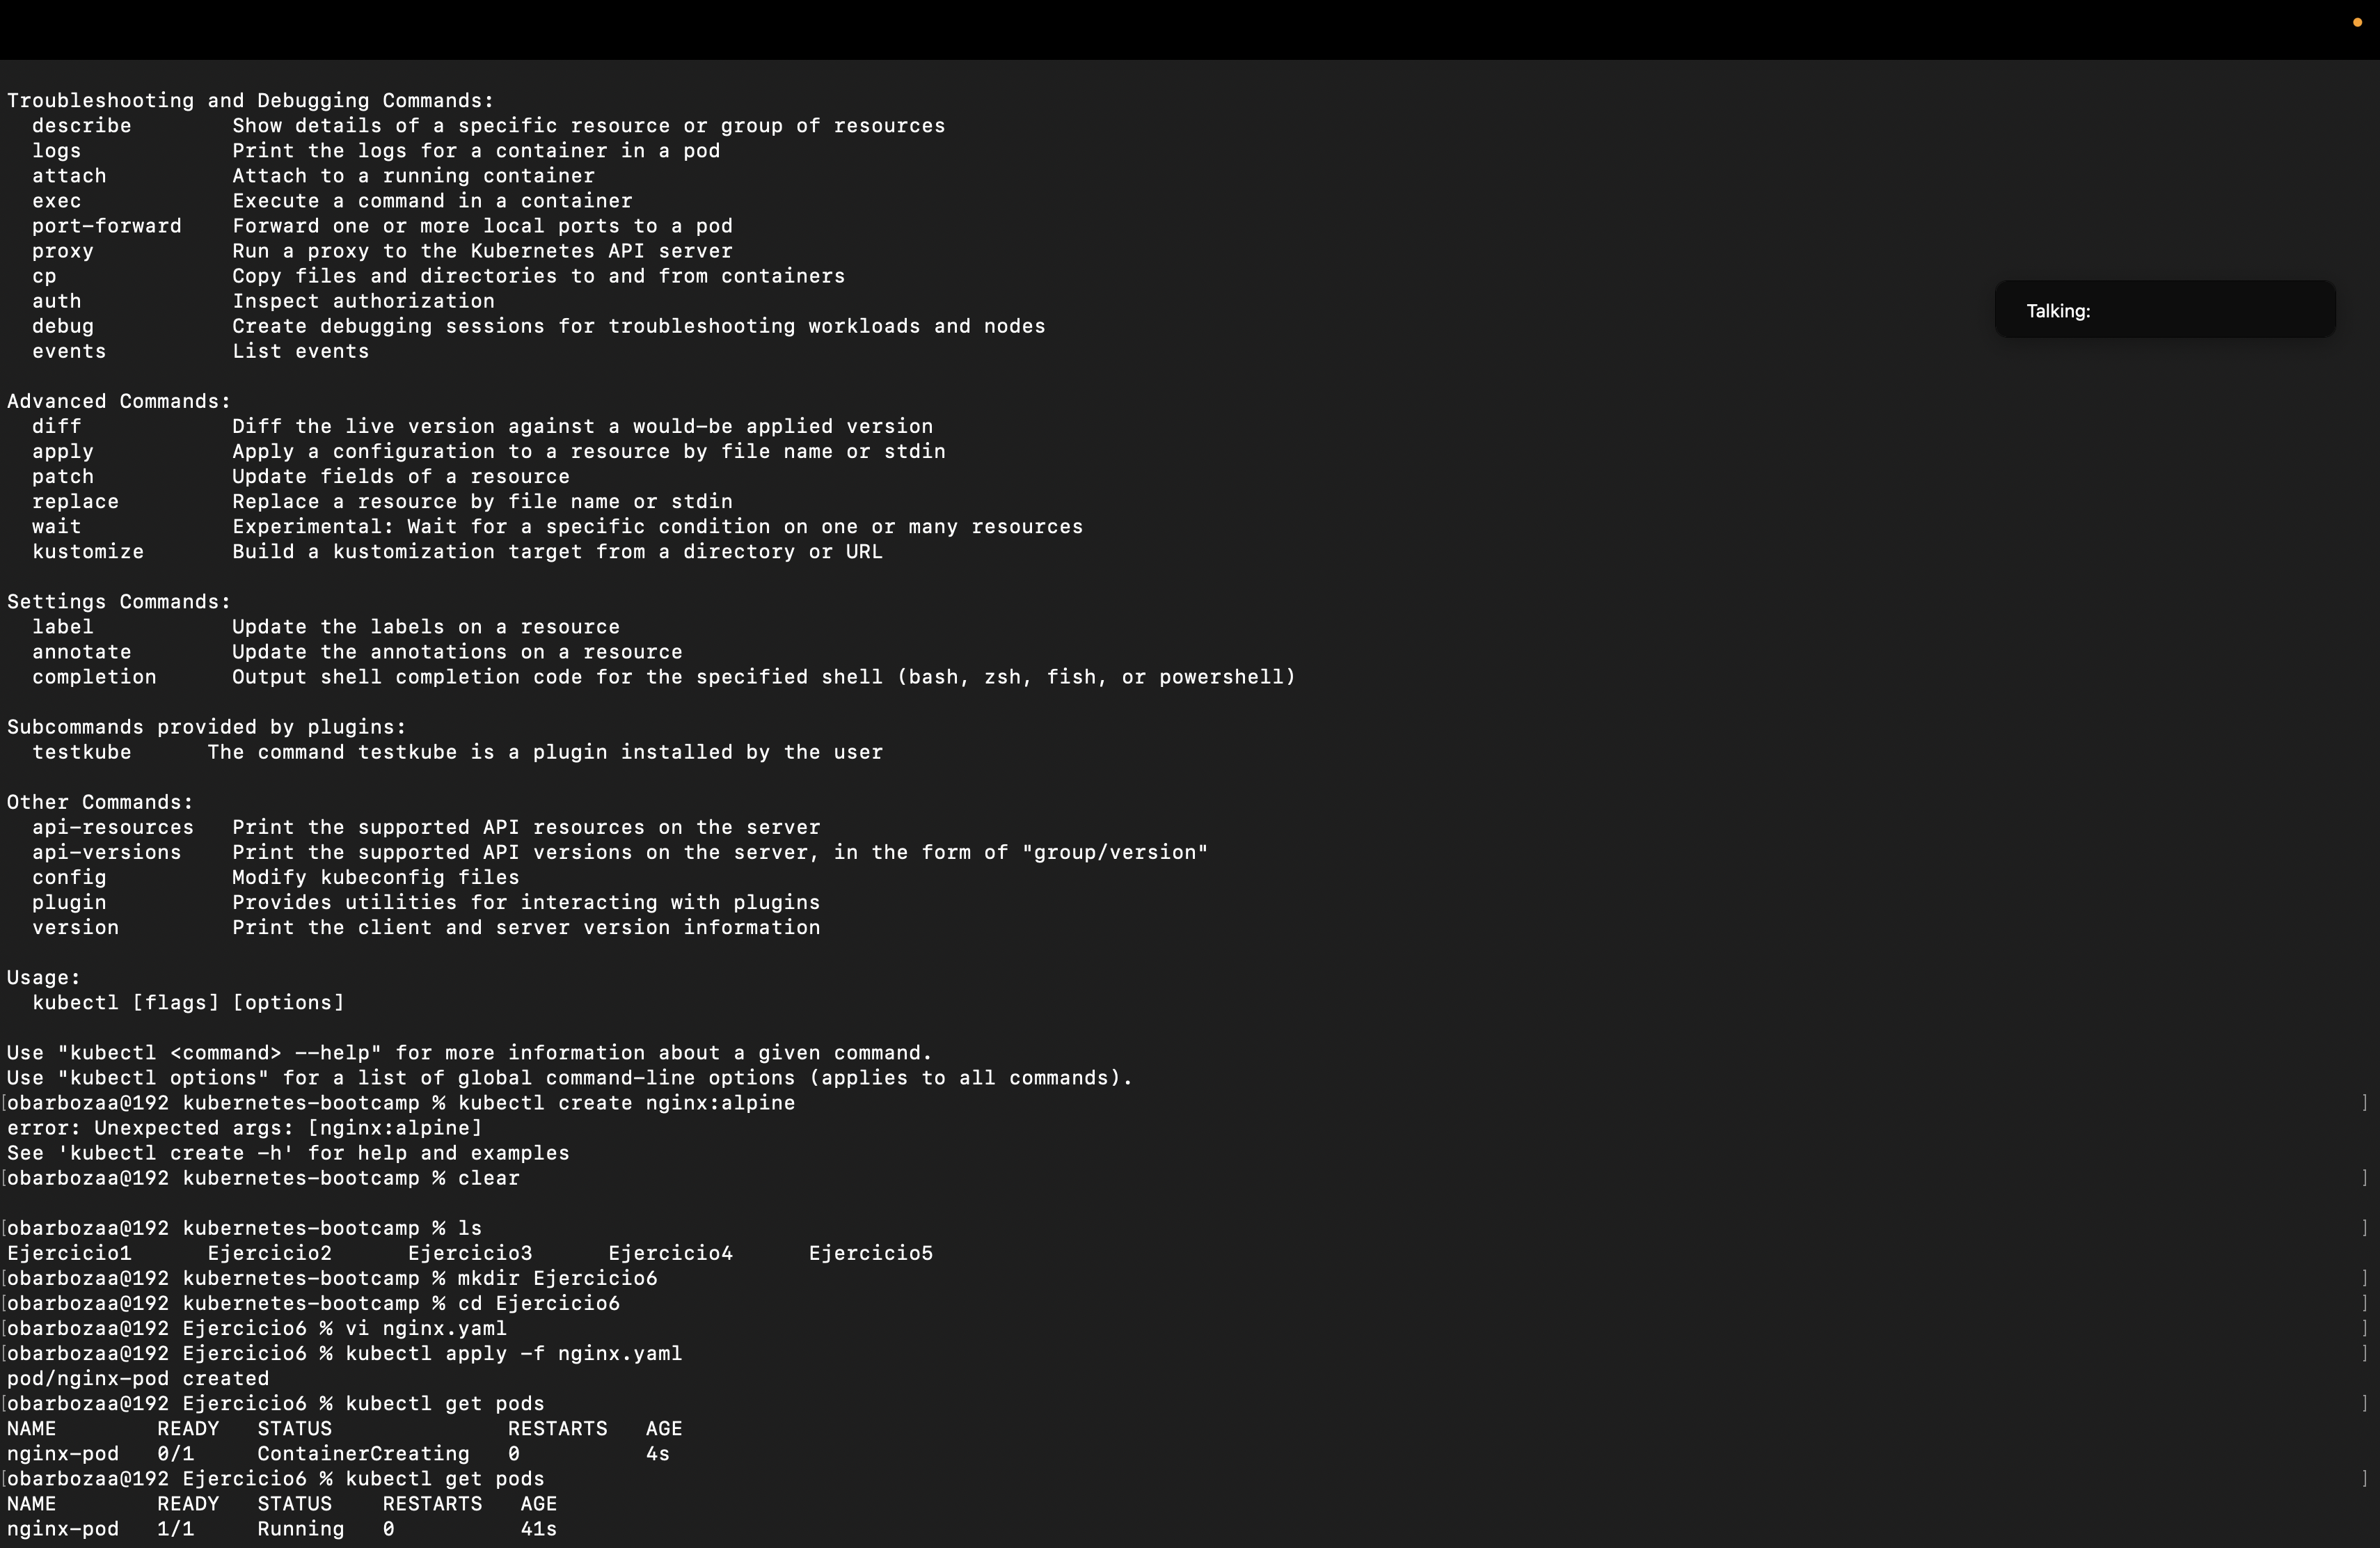 Troubleshooting and Debugging Commands:
  describe        Show details of a specific resource or group of resources
  logs            Print the logs for a container in a pod
  attach          Attach to a running container
  exec            Execute a command in a container
  port-forward    Forward one or more local ports to a pod
  proxy           Run a proxy to the Kubernetes API server
  cp              Copy files and directories to and from containers
  auth            Inspect authorization
Talking:
  debug           Create debugging sessions for troubleshooting workloads and nodes
  events          List events
Advanced Commands:
  diff            Diff the live version against a would-be applied version
  apply           Apply a configuration to a resource by file name or stdin
  patch           Update fields of a resource
  replace         Replace a resource by file name or stdin
  wait            Experimental: Wait for a specific condition on one or many resources
  kustomize       Build a kustomization target from a directory or URL
Settings Commands:
  label           Update the labels on a resource
  annotate        Update the annotations on a resource
  completion      Output shell completion code for the specified shell (bash, zsh, fish, or powershell)
Subcommands provided by plugins:
  testkube      The command testkube is a plugin installed by the user
Other Commands:
  api-resources   Print the supported API resources on the server
  api-versions    Print the supported API versions on the server, in the form of "group/version"
  config          Modify kubeconfig files
  plugin          Provides utilities for interacting with plugins
  version         Print the client and server version information
Usage:
  kubectl [flags] [options]
Use "kubectl <command> --help" for more information about a given command.
Use "kubectl options" for a list of global command-line options (applies to all commands).
[obarbozaa@192 kubernetes-bootcamp % kubectl create nginx:alpine ]
error: Unexpected args: [nginx:alpine]
See 'kubectl create -h' for help and examples
[obarbozaa@192 kubernetes-bootcamp % clear ]
[obarbozaa@192 kubernetes-bootcamp % ls ]
Ejercicio1      Ejercicio2      Ejercicio3      Ejercicio4      Ejercicio5
[obarbozaa@192 kubernetes-bootcamp % mkdir Ejercicio6 ]
[obarbozaa@192 kubernetes-bootcamp % cd Ejercicio6 ]
[obarbozaa@192 Ejercicio6 % vi nginx.yaml ]
[obarbozaa@192 Ejercicio6 % kubectl apply -f nginx.yaml ]
pod/nginx-pod created
[obarbozaa@192 Ejercicio6 % kubectl get pods ]
NAME        READY   STATUS              RESTARTS   AGE
nginx-pod   0/1     ContainerCreating   0          4s
[obarbozaa@192 Ejercicio6 % kubectl get pods ]
NAME        READY   STATUS    RESTARTS   AGE
nginx-pod   1/1     Running   0          41s